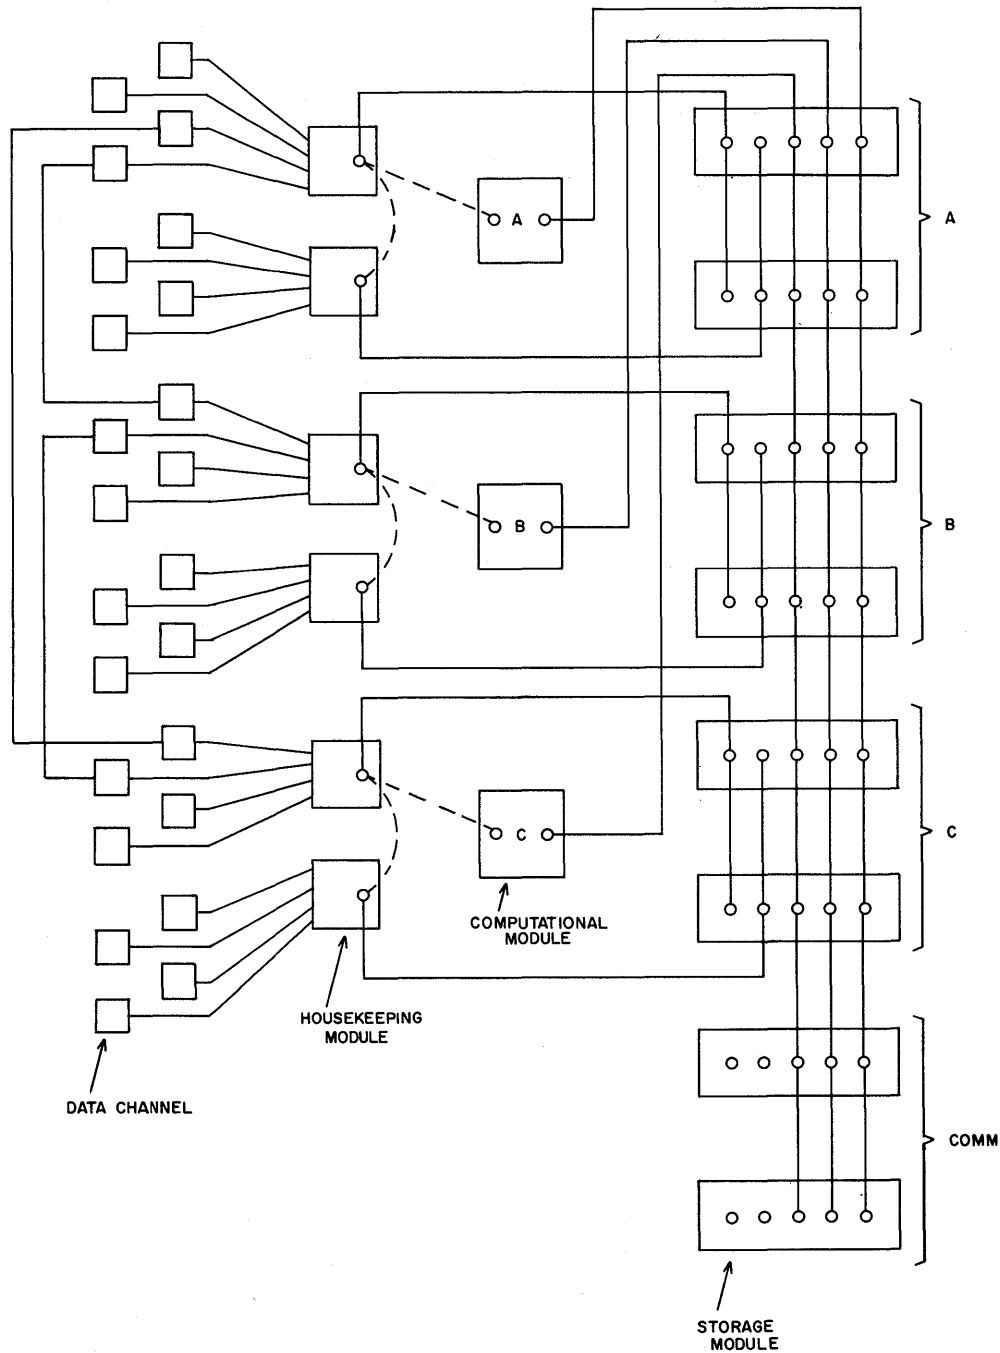 A
A
B
B
C
C
COMPUTATIONAL
MODULE
HOUSEKEEPING
MODULE
DATA CHANNEL
COMM
STORAGE
MODULE